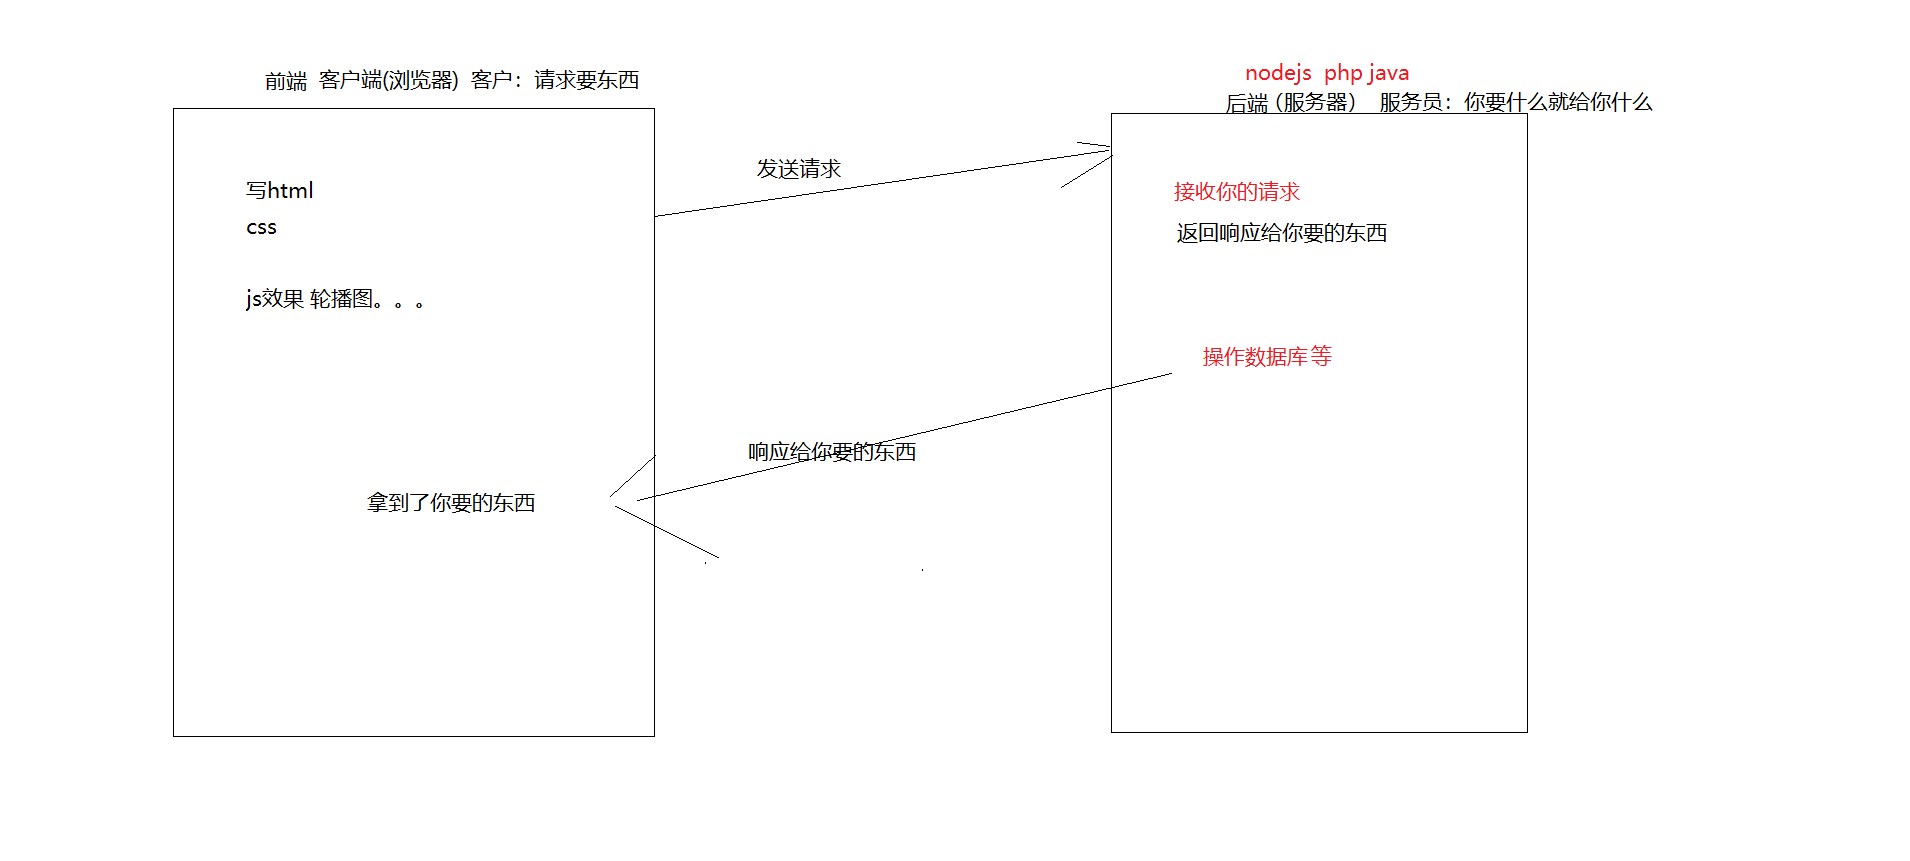 前端  客户端(浏览器)  客户：请求要东西
nodejs  php java
后端（服务器）  服务员：你要什么就给你什么
写html
css
js效果 轮播图。。。
发送请求
接收你的请求
返回响应给你要的东西
操作数据库等
响应给你要的东西
拿到了你要的东西